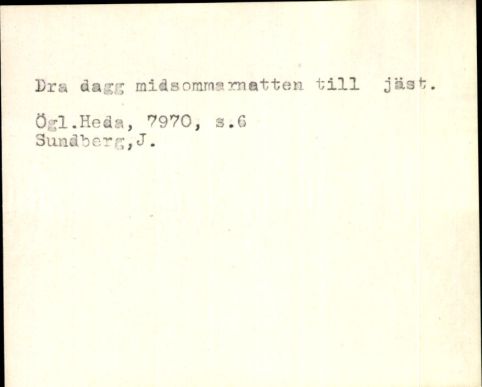 Dra dagg midsommarnatten till jäst.
Ögl.Heda, 7970, s.6
Sundberg,J.